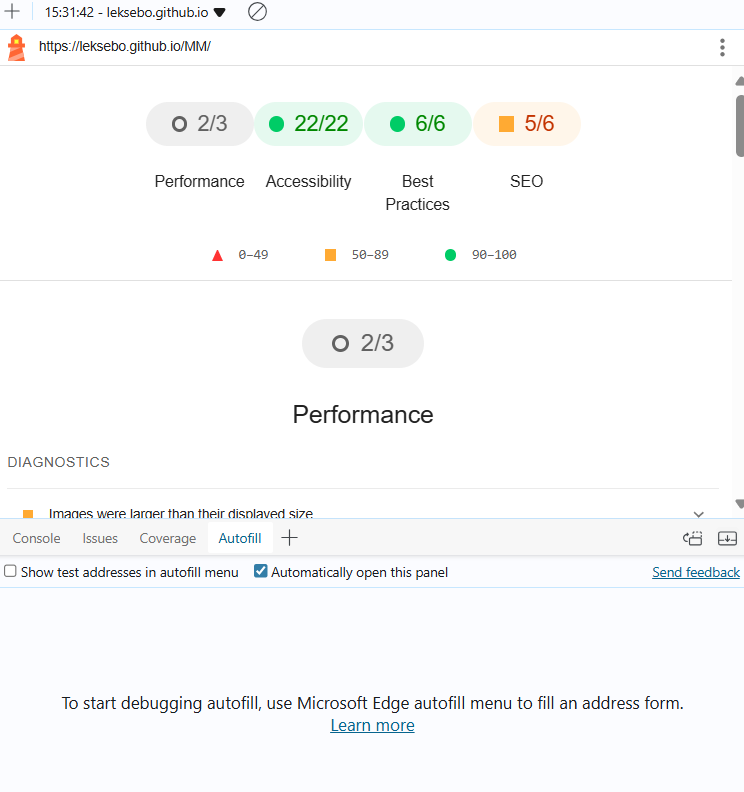 15:31:42 - leksebo.github.io
https://leksebo.github.io/MM/
2/3 22/22 6/6 5/6
Performance Accessibility Best Practices SEO
0–49 50–89 90–100
2/3
Performance
DIAGNOSTICS
Images were larger than their displayed size
Console Issues Coverage Autofill
Show test addresses in autofill menu Automatically open this panel Send feedback
To start debugging autofill, use Microsoft Edge autofill menu to fill an address form.
Learn more